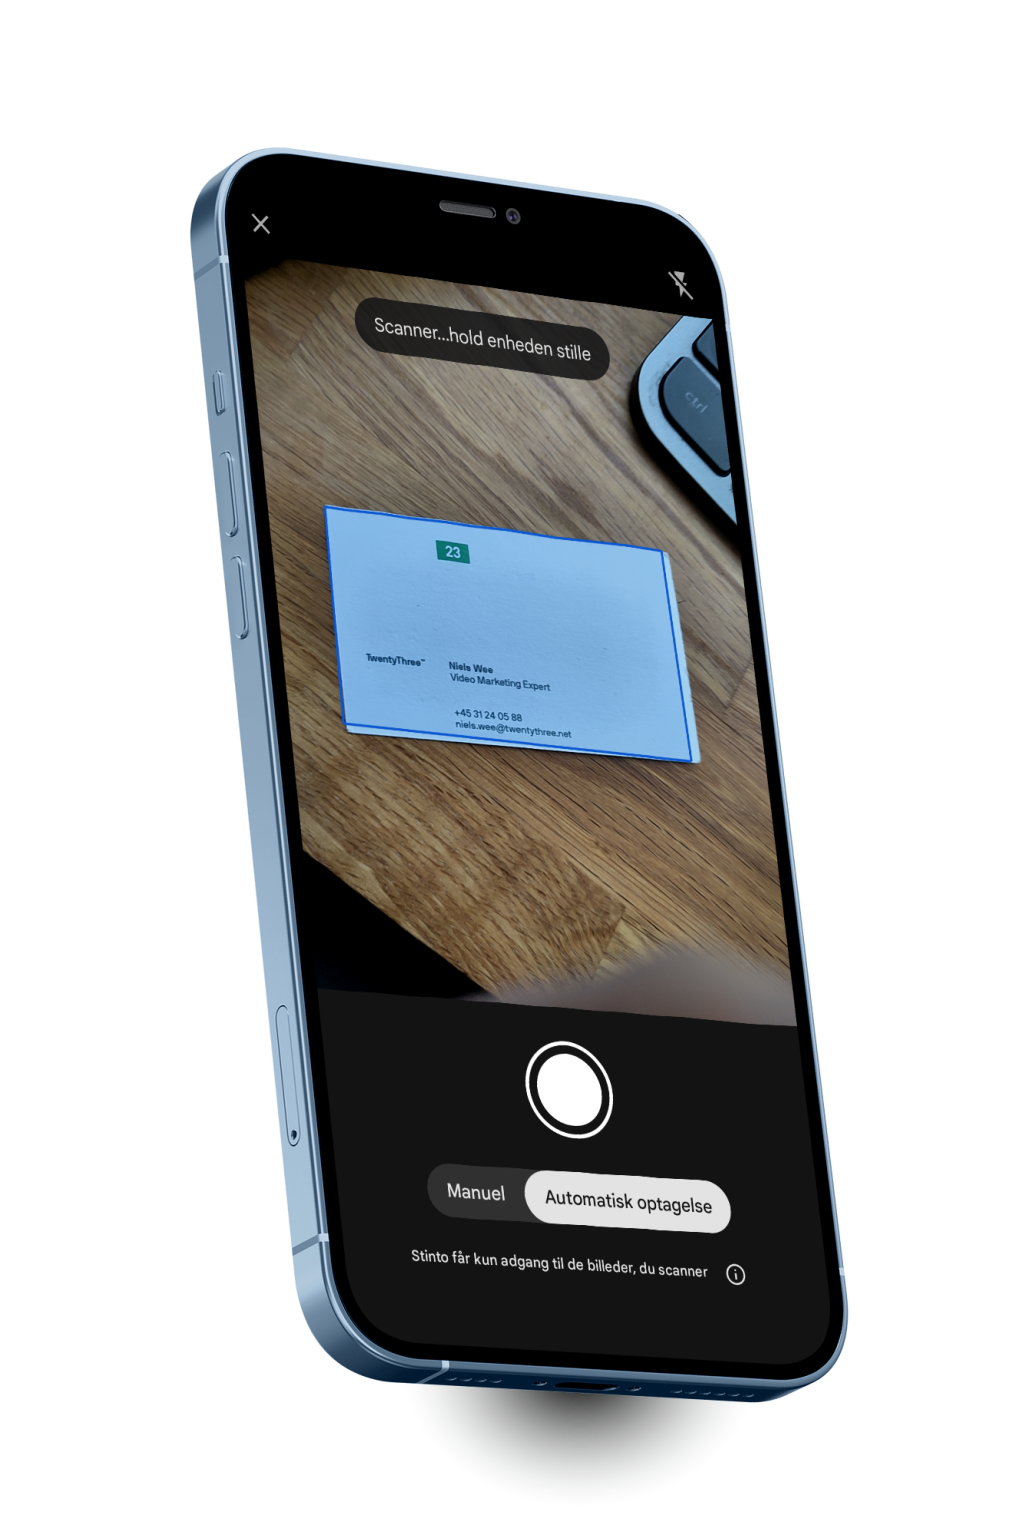 Scanner...hold enheden stille
ctrl
23
TwentyThree™
Niels Wee
Video Marketing Expert
+45 31 24 05 88
niels.wee@twentythree.net
Manuel
Automatisk optagelse
Stinto får kun adgang til de billeder, du scanner